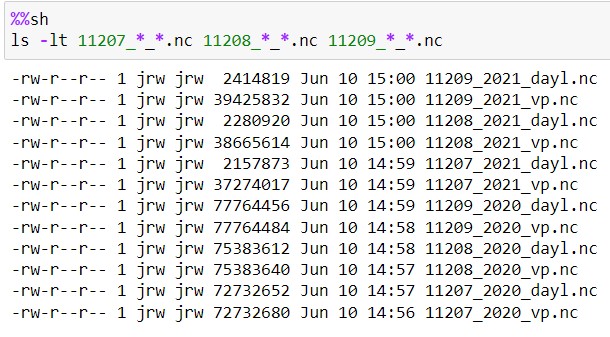 %%sh
ls -lt 11207_*_*.nc 11208_*_*.nc 11209_*_*.nc
-rw-r--r-- 1 jrw jrw  2414819 Jun 10 15:00 11209_2021_dayl.nc
-rw-r--r-- 1 jrw jrw 39425832 Jun 10 15:00 11209_2021_vp.nc
-rw-r--r-- 1 jrw jrw  2280920 Jun 10 15:00 11208_2021_dayl.nc
-rw-r--r-- 1 jrw jrw 38665614 Jun 10 15:00 11208_2021_vp.nc
-rw-r--r-- 1 jrw jrw  2157873 Jun 10 14:59 11207_2021_dayl.nc
-rw-r--r-- 1 jrw jrw 37274017 Jun 10 14:59 11207_2021_vp.nc
-rw-r--r-- 1 jrw jrw 77764456 Jun 10 14:59 11209_2020_dayl.nc
-rw-r--r-- 1 jrw jrw 77764484 Jun 10 14:58 11209_2020_vp.nc
-rw-r--r-- 1 jrw jrw 75383612 Jun 10 14:58 11208_2020_dayl.nc
-rw-r--r-- 1 jrw jrw 75383640 Jun 10 14:57 11208_2020_vp.nc
-rw-r--r-- 1 jrw jrw 72732652 Jun 10 14:57 11207_2020_dayl.nc
-rw-r--r-- 1 jrw jrw 72732680 Jun 10 14:56 11207_2020_vp.nc